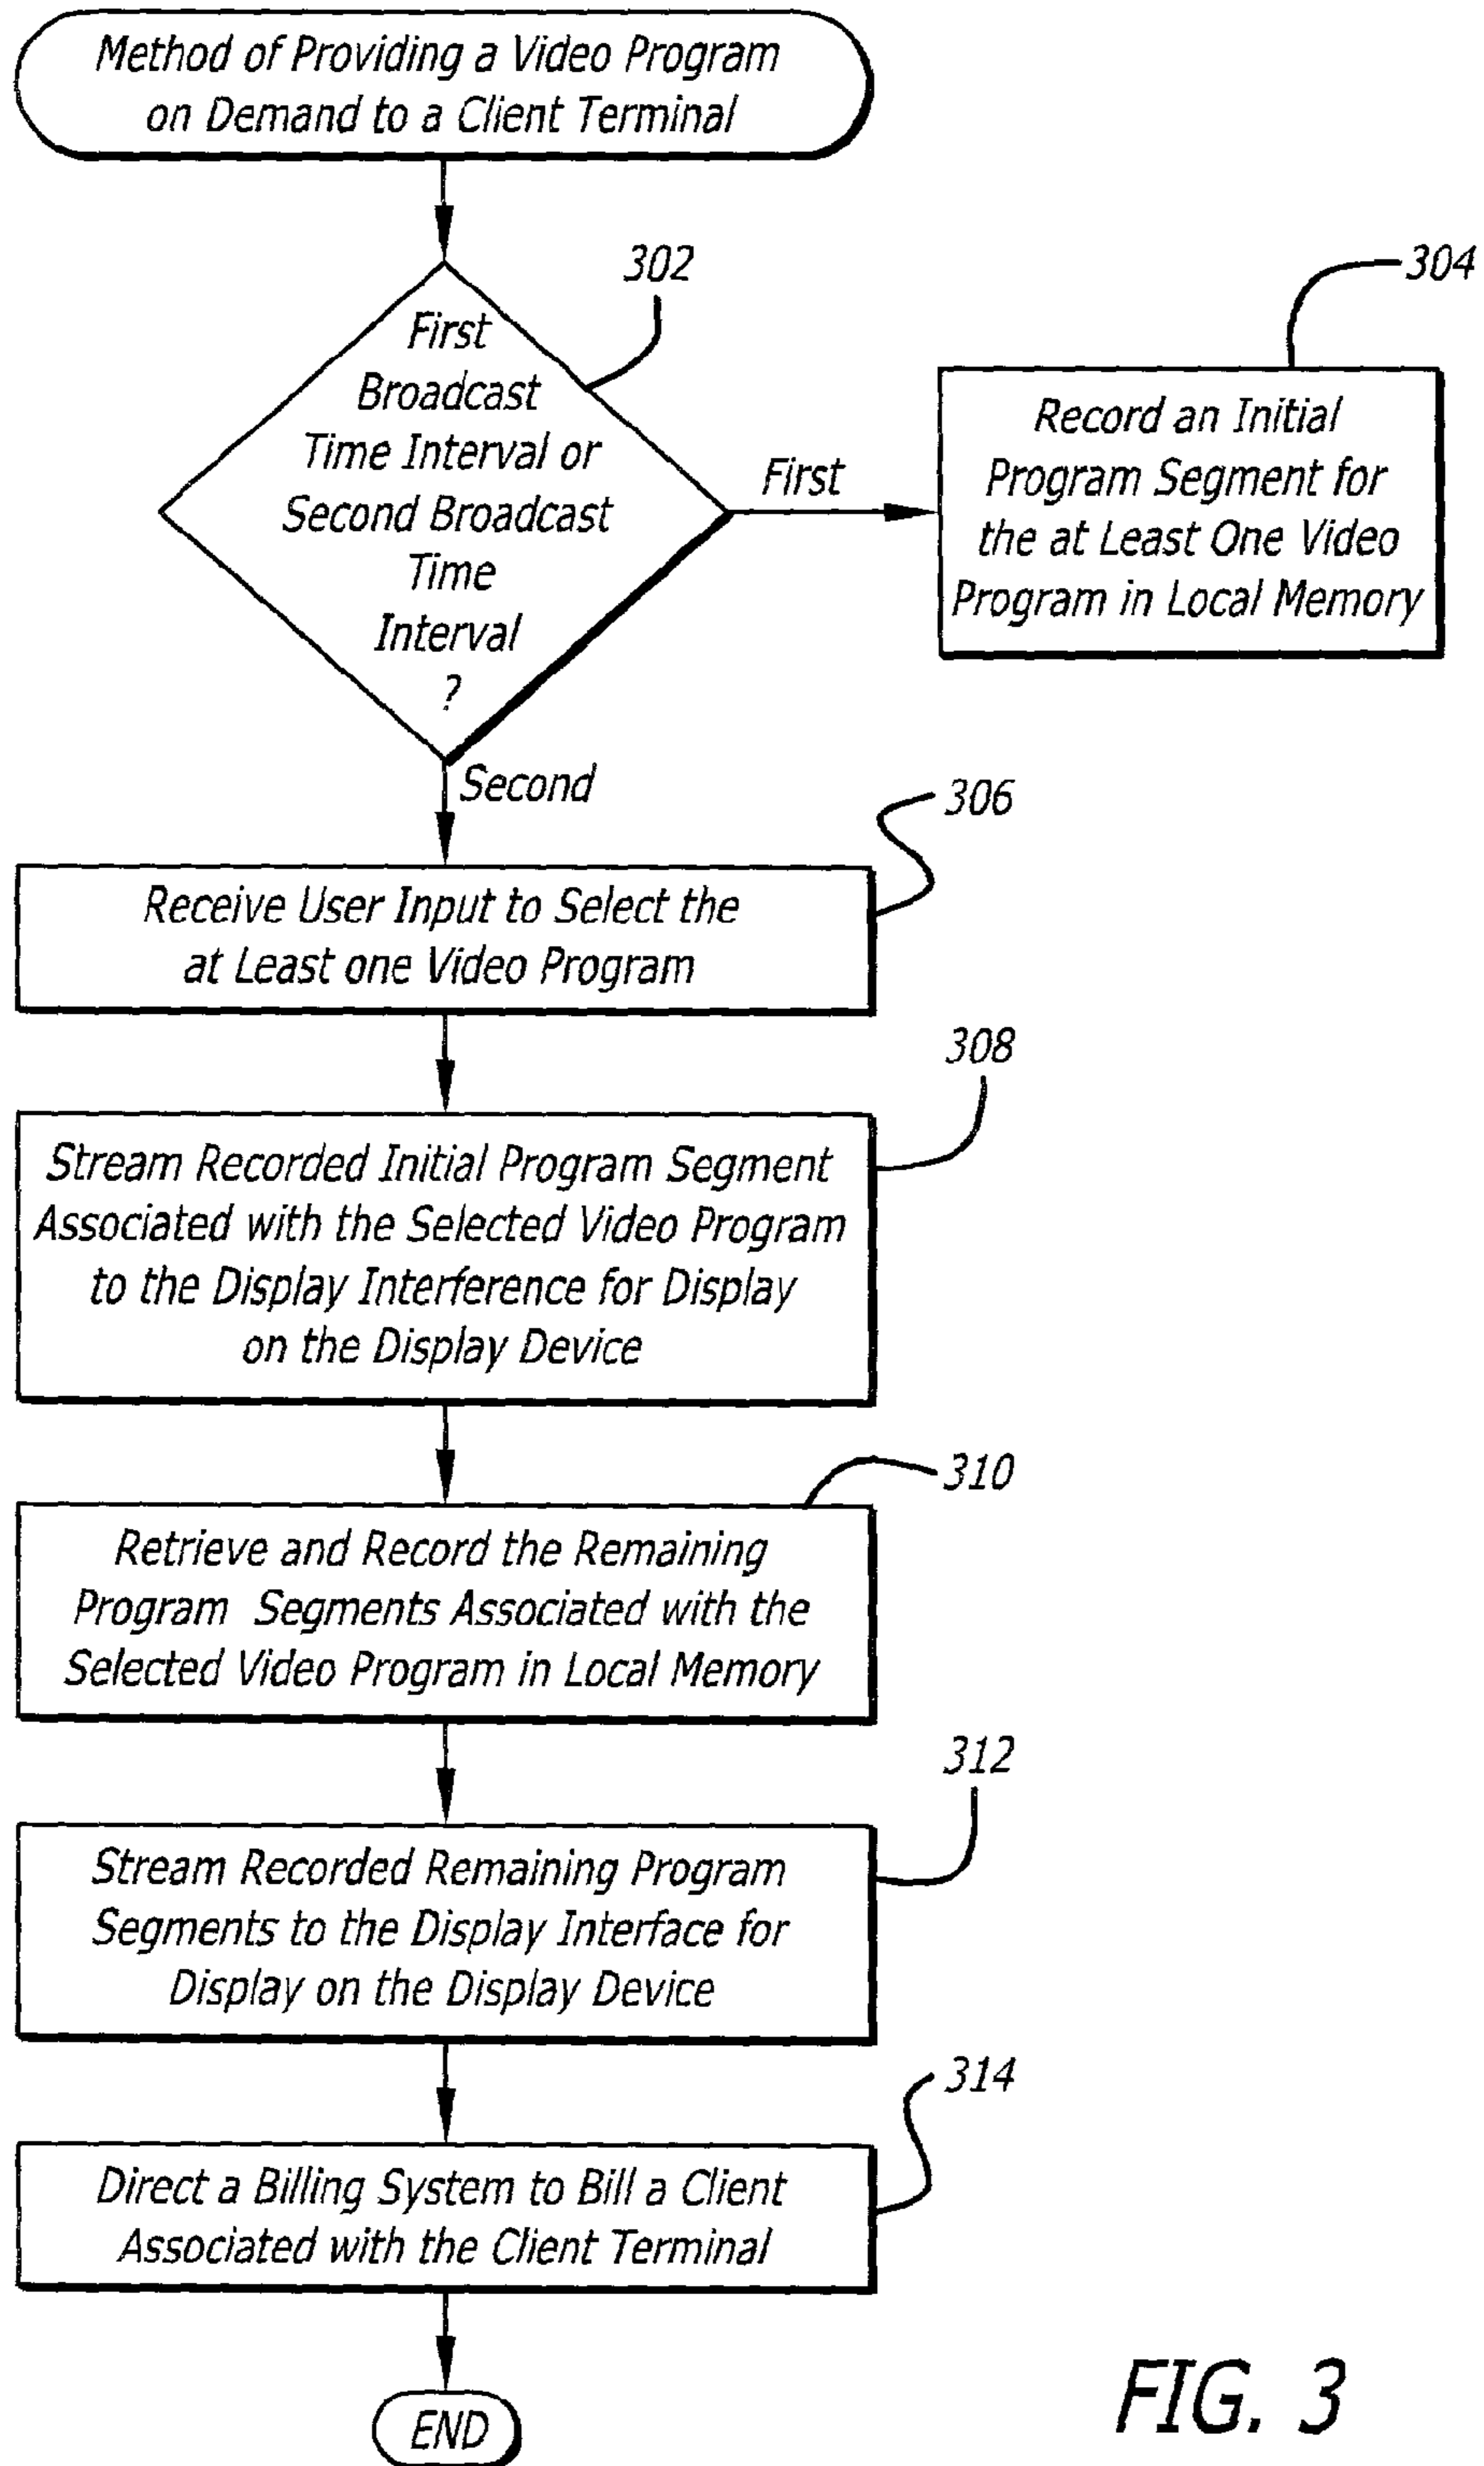 Method of Providing a Video Program
on Demand to a Client Terminal
302
304
First
Broadcast
Time Interval or
Second Broadcast
Time
Interval
?
First
Record an Initial
Program Segment for
the at Least One Video
Program in Local Memory
Second
306
Receive User Input to Select the
at Least one Video Program
308
Stream Recorded Initial Program Segment
Associated with the Selected Video Program
to the Display Interference for Display
on the Display Device
310
Retrieve and Record the Remaining
Program Segments Associated with the
Selected Video Program in Local Memory
312
Stream Recorded Remaining Program
Segments to the Display Interface for
Display on the Display Device
314
Direct a Billing System to Bill a Client
Associated with the Client Terminal
END
FIG. 3